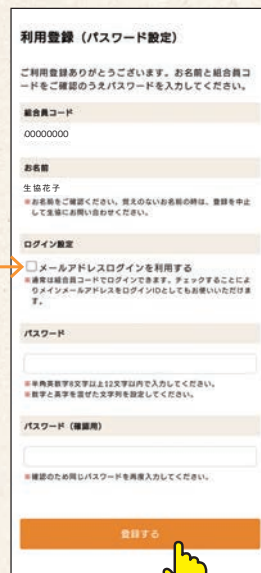 利用登録（パスワード設定）
ご利用登録ありがとうございます。お名前と組合員コ
ードをご確認のうえパスワードを入力してください。
組合員コード
00000000
お名前
生協花子
※お名前をご確認ください。覚えのないお名前の時は、登録を中止
して生協にお問い合わせください。
ログイン設定
メールアドレスログインを利用する
※通常は組合員コードでログインできます。チェックすることによ
りメインメールアドレスをログインIDとしてもお使いいただけま
す。
パスワード
※半角英数字8文字以上12文字以内で入力してください。
※数字と英字を混ぜた文字列を設定してください。
パスワード（確認用）
※確認のため同じパスワードを再度入力してください。
登録する